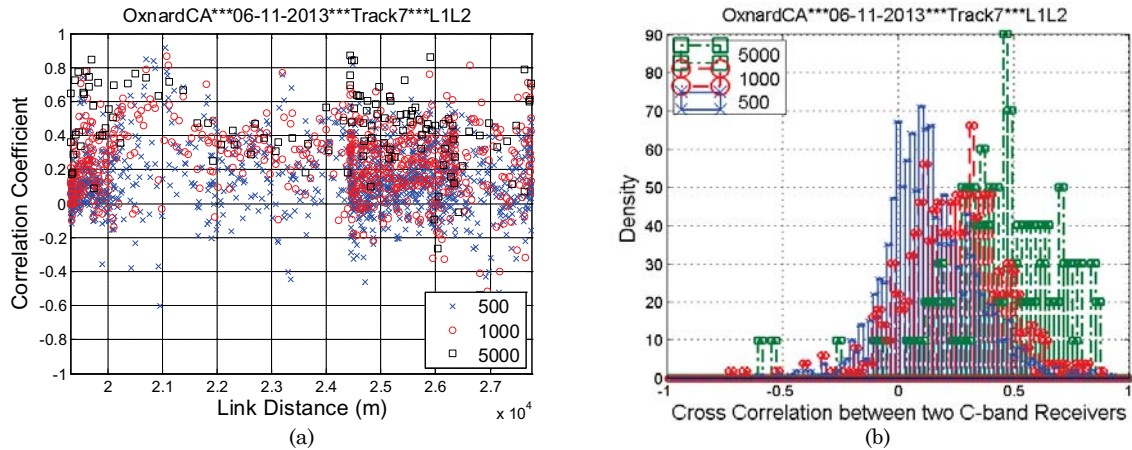 OxnardCA***06-11-2013***Track7***L1L2
1
0.8
0.6
0.4
0.2
0
-0.2
-0.4
-0.6
-0.8
-1
Correlation Coefficient
500
1000
5000
2 2.1 2.2 2.3 2.4 2.5 2.6 2.7
Link Distance (m)
x 10⁴
(a)
OxnardCA***06-11-2013***Track7***L1L2
90
80
70
60
50
40
30
20
10
0
Density
5000
1000
500
-1 -0.5 0 0.5 1
Cross Correlation between two C-band Receivers
(b)